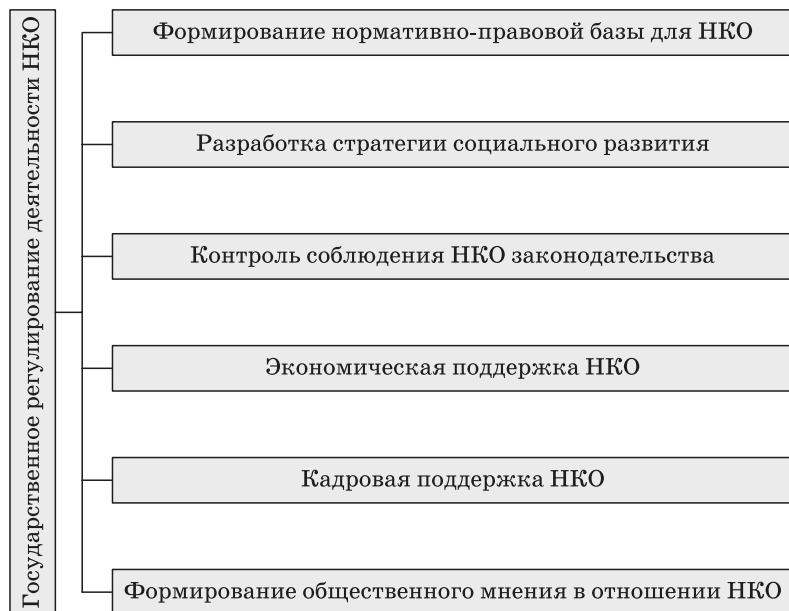 Государственное регулирование деятельности НКО
Формирование нормативно-правовой базы для НКО
Разработка стратегии социального развития
Контроль соблюдения НКО законодательства
Экономическая поддержка НКО
Кадровая поддержка НКО
Формирование общественного мнения в отношении НКО